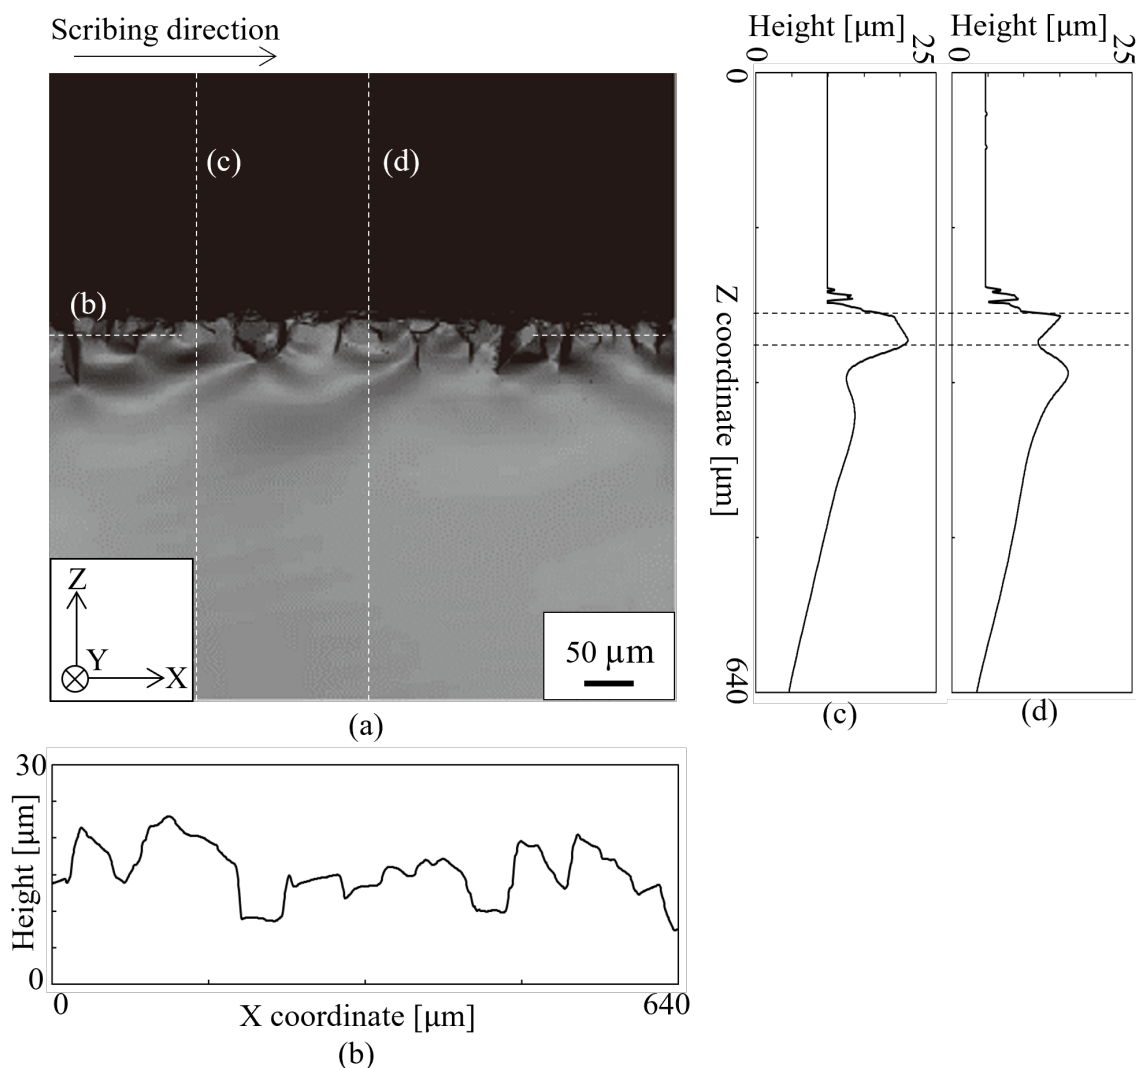 Scribing direction
(c)
(d)
(b)
Z
Y
X
50 μm
(a)
Height [μm]
0
25
0
Z coordinate [μm]
640
(c)
Height [μm]
0
25
(d)
30
Height [μm]
0
0
640
X coordinate [μm]
(b)